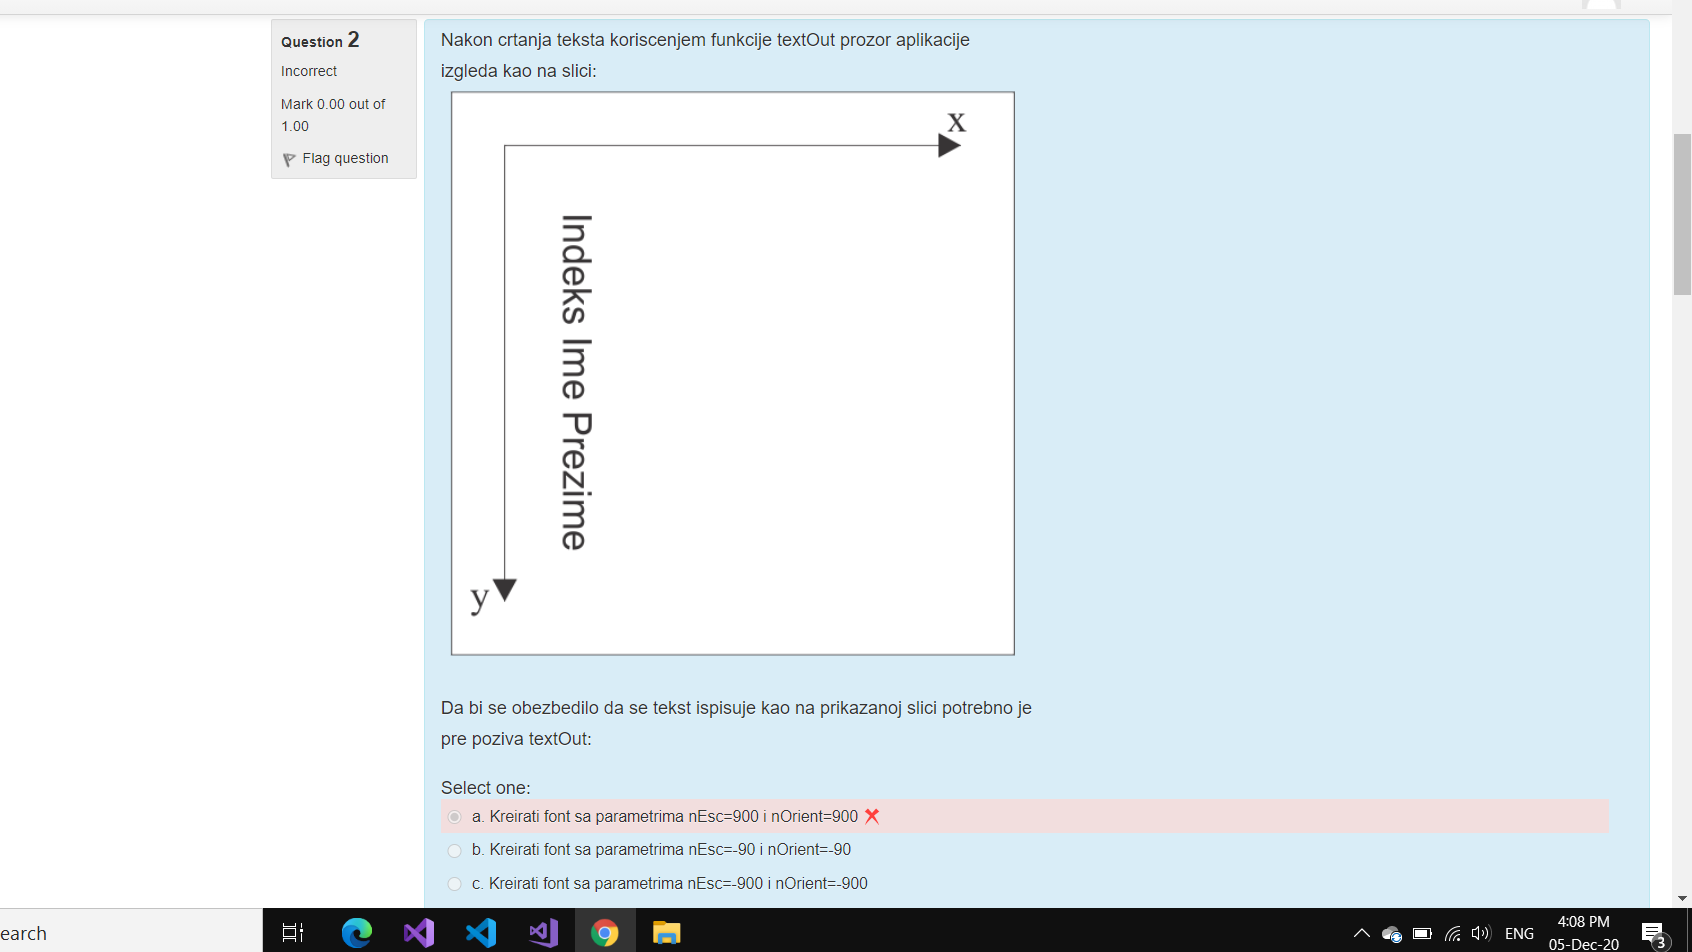 Question 2
Incorrect
Mark 0.00 out of
1.00
Flag question
Nakon crtanja teksta koriscenjem funkcije textOut prozor aplikacije
izgleda kao na slici:
x
Indeks Ime Prezime
y
Da bi se obezbedilo da se tekst ispisuje kao na prikazanoj slici potrebno je
pre poziva textOut:
Select one:
a. Kreirati font sa parametrima nEsc=900 i nOrient=900
b. Kreirati font sa parametrima nEsc=-90 i nOrient=-90
c. Kreirati font sa parametrima nEsc=-900 i nOrient=-900
earch
ENG
4:08 PM
05-Dec-20
3